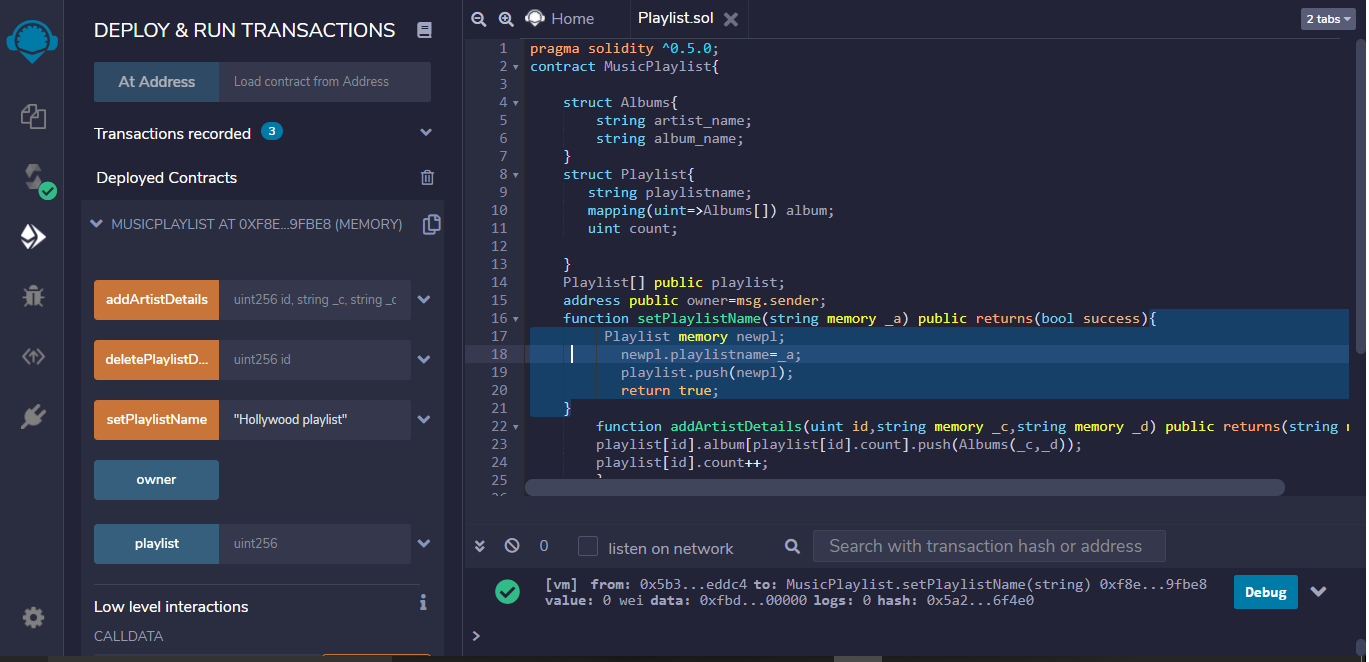 DEPLOY & RUN TRANSACTIONS
At Address
Load contract from Address
Transactions recorded 3
Deployed Contracts
MUSICPLAYLIST AT 0XF8E...9FBE8 (MEMORY)
addArtistDetails
uint256 id, string _c, string _c
deletePlaylistD...
uint256 id
setPlaylistName
"Hollywood playlist"
owner
playlist
uint256
Low level interactions
i
CALLDATA
Home
Playlist.sol
2 tabs
1 pragma solidity ^0.5.0;
2 contract MusicPlaylist{
3
4 struct Albums{
5 string artist_name;
6 string album_name;
7 }
8 struct Playlist{
9 string playlistname;
10 mapping(uint=>Albums[]) album;
11 uint count;
12
13 }
14 Playlist[] public playlist;
15 address public owner=msg.sender;
16 function setPlaylistName(string memory _a) public returns(bool success){
17 Playlist memory newpl;
18 newpl.playlistname=_a;
19 playlist.push(newpl);
20 return true;
21 }
22 function addArtistDetails(uint id,string memory _c,string memory _d) public returns(string
23 playlist[id].album[playlist[id].count].push(Albums(_c,_d));
24 playlist[id].count++;
25 }
0
listen on network
Search with transaction hash or address
[vm] from: 0x5b3...eddc4 to: MusicPlaylist.setPlaylistName(string) 0xf8e...9fbe8
value: 0 wei data: 0xfbd...00000 logs: 0 hash: 0x5a2...6f4e0
Debug
>